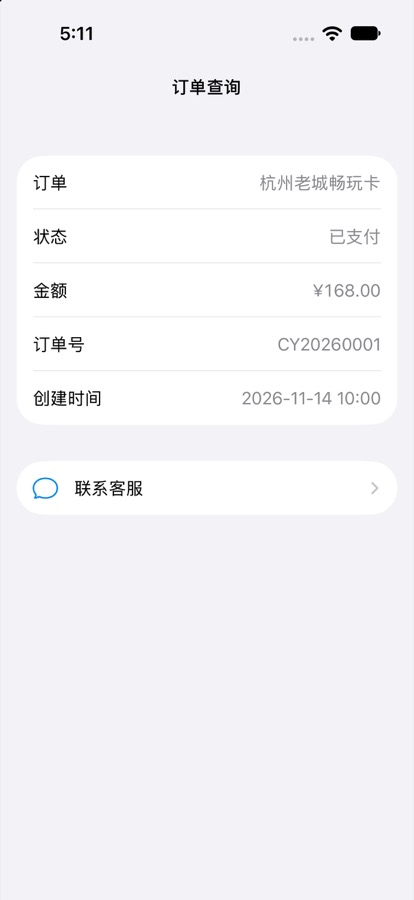 5:11
订单查询
订单 杭州老城畅玩卡
状态 已支付
金额 ¥168.00
订单号 CY20260001
创建时间 2026-11-14 10:00
联系客服